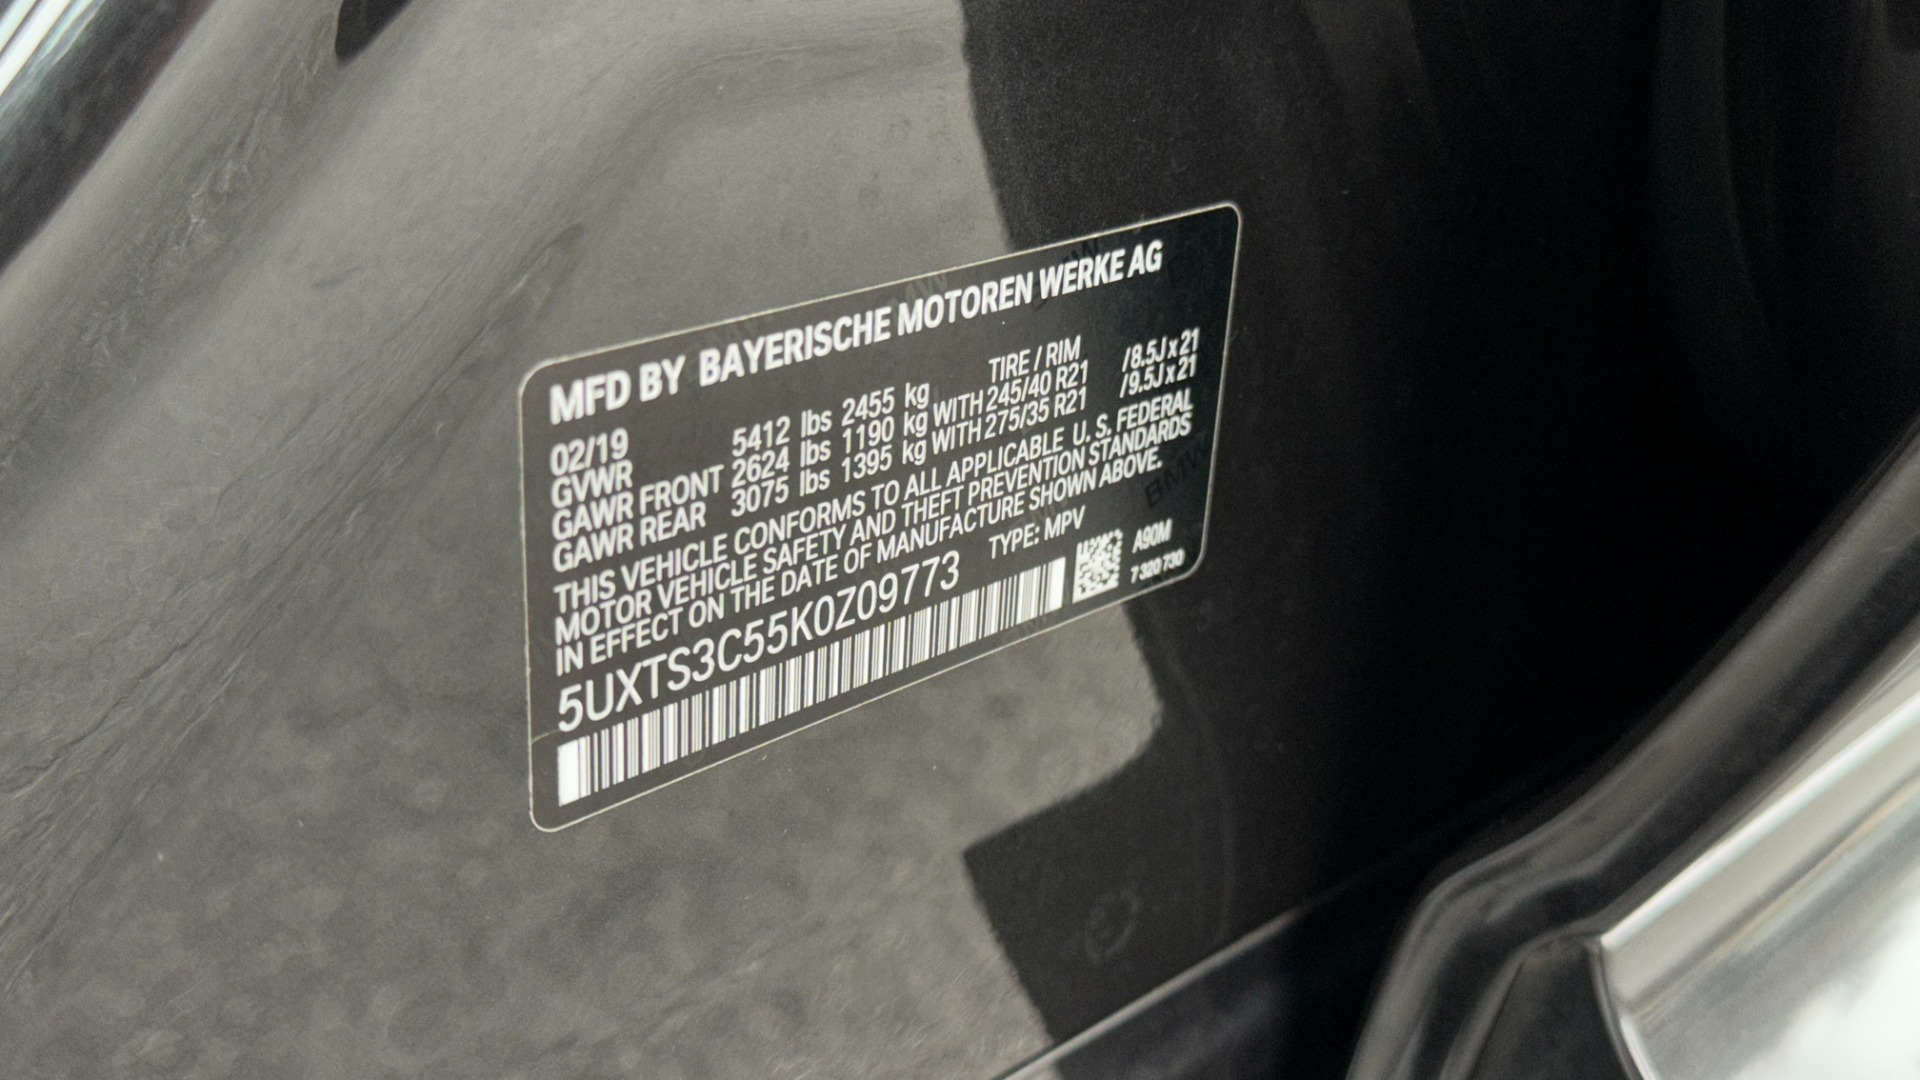 MFD BY BAYERISCHE MOTOREN WERKE AG
02/19 TIRE / RIM
GVWR 5412 lbs 2455 kg
GAWR FRONT 2624 lbs 1190 kg WITH 245/40 R21 /8.5J x 21
GAWR REAR 3075 lbs 1395 kg WITH 275/35 R21 /9.5J x 21
THIS VEHICLE CONFORMS TO ALL APPLICABLE U. S. FEDERAL
MOTOR VEHICLE SAFETY AND THEFT PREVENTION STANDARDS
IN EFFECT ON THE DATE OF MANUFACTURE SHOWN ABOVE.
5UXTS3C55K0Z09773 TYPE: MPV
A90M
7 320 730